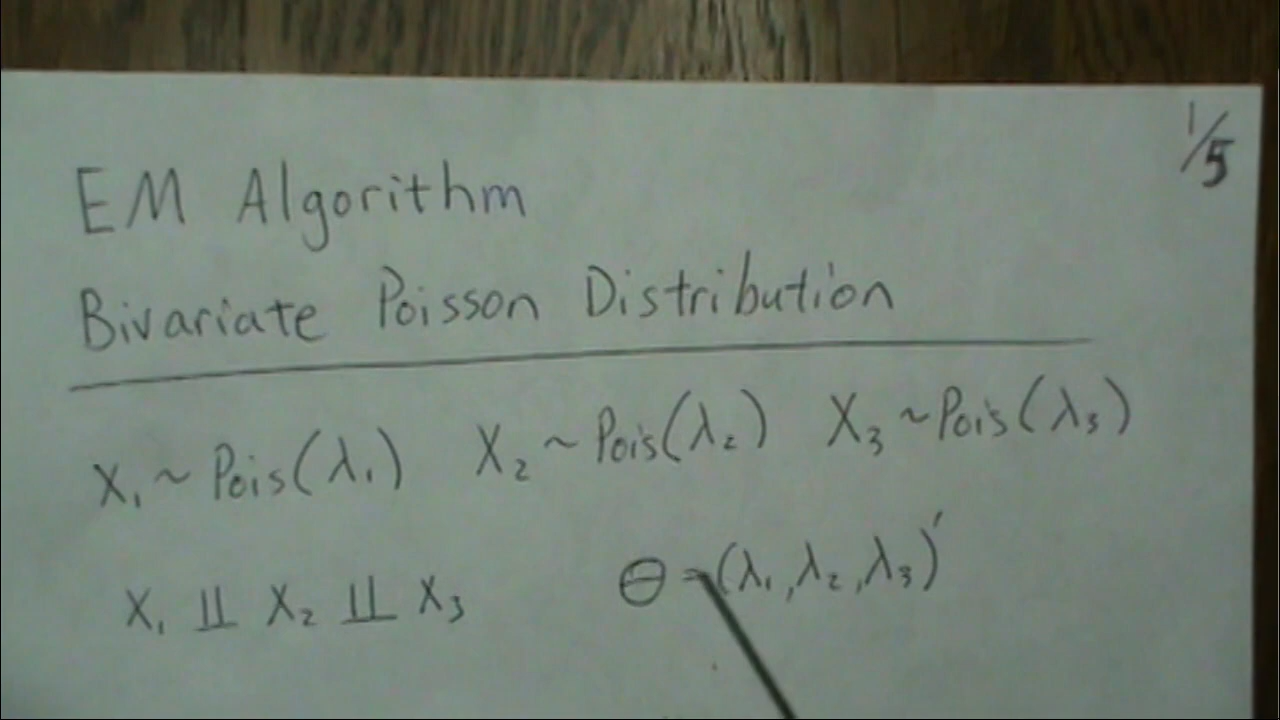 1/5
EM Algorithm
Bivariate Poisson Distribution
X₁ ~ Pois(λ₁) X₂ ~ Pois(λ₂) X₃ ~ Pois(λ₃)
X₁ ⫫ X₂ ⫫ X₃ θ = (λ₁, λ₂, λ₃)′